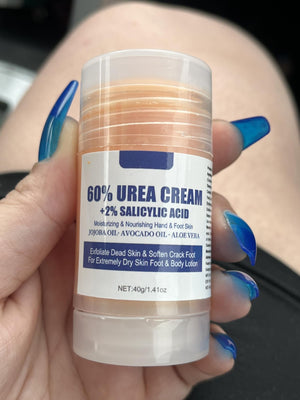 60% UREA CREAM
+2% SALICYLIC ACID
Moisturizing & Nourishing Hand & Foot Skin
JOJOBA OIL · AVOCADO OIL · ALOE VERA
Exfoliate Dead Skin & Soften Crack Foot
For Extremely Dry Skin Foot & Body Lotion
NET:40g/1.41oz